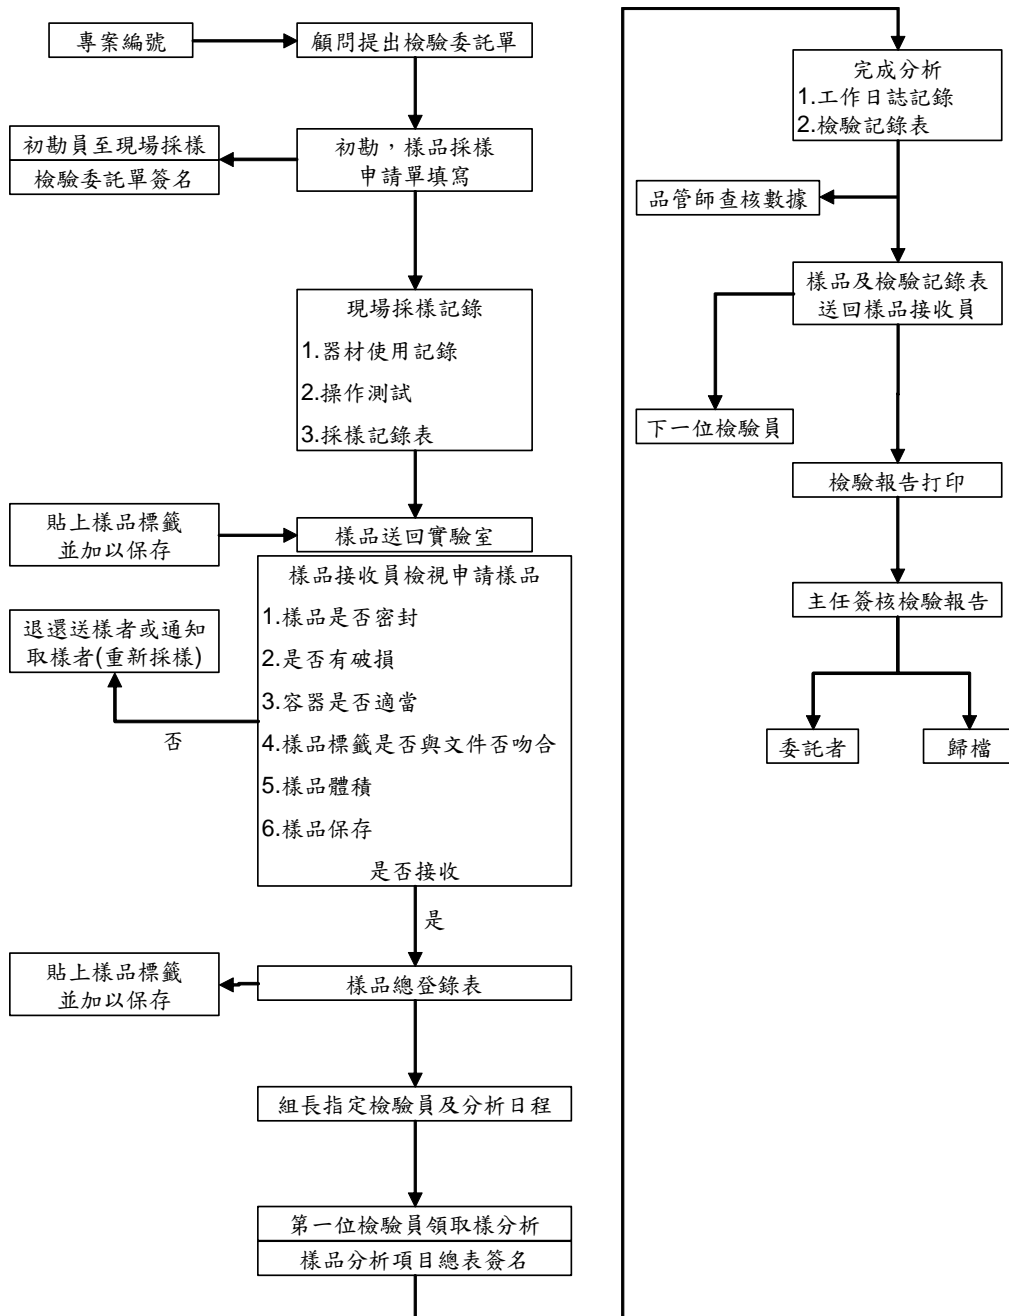 專案編號
顧問提出檢驗委託單
初勘員至現場採樣
檢驗委託單簽名
初勘，樣品採樣
申請單填寫
現場採樣記錄
1.器材使用記錄
2.操作測試
3.採樣記錄表
貼上樣品標籤
並加以保存
樣品送回實驗室
樣品接收員檢視申請樣品
1.樣品是否密封
2.是否有破損
3.容器是否適當
4.樣品標籤是否與文件否吻合
5.樣品體積
6.樣品保存
是否接收
退還送樣者或通知
取樣者(重新採樣)
否
是
貼上樣品標籤
並加以保存
樣品總登錄表
組長指定檢驗員及分析日程
第一位檢驗員領取樣分析
樣品分析項目總表簽名
完成分析
1.工作日誌記錄
2.檢驗記錄表
品管師查核數據
樣品及檢驗記錄表
送回樣品接收員
下一位檢驗員
檢驗報告打印
主任簽核檢驗報告
委託者
歸檔